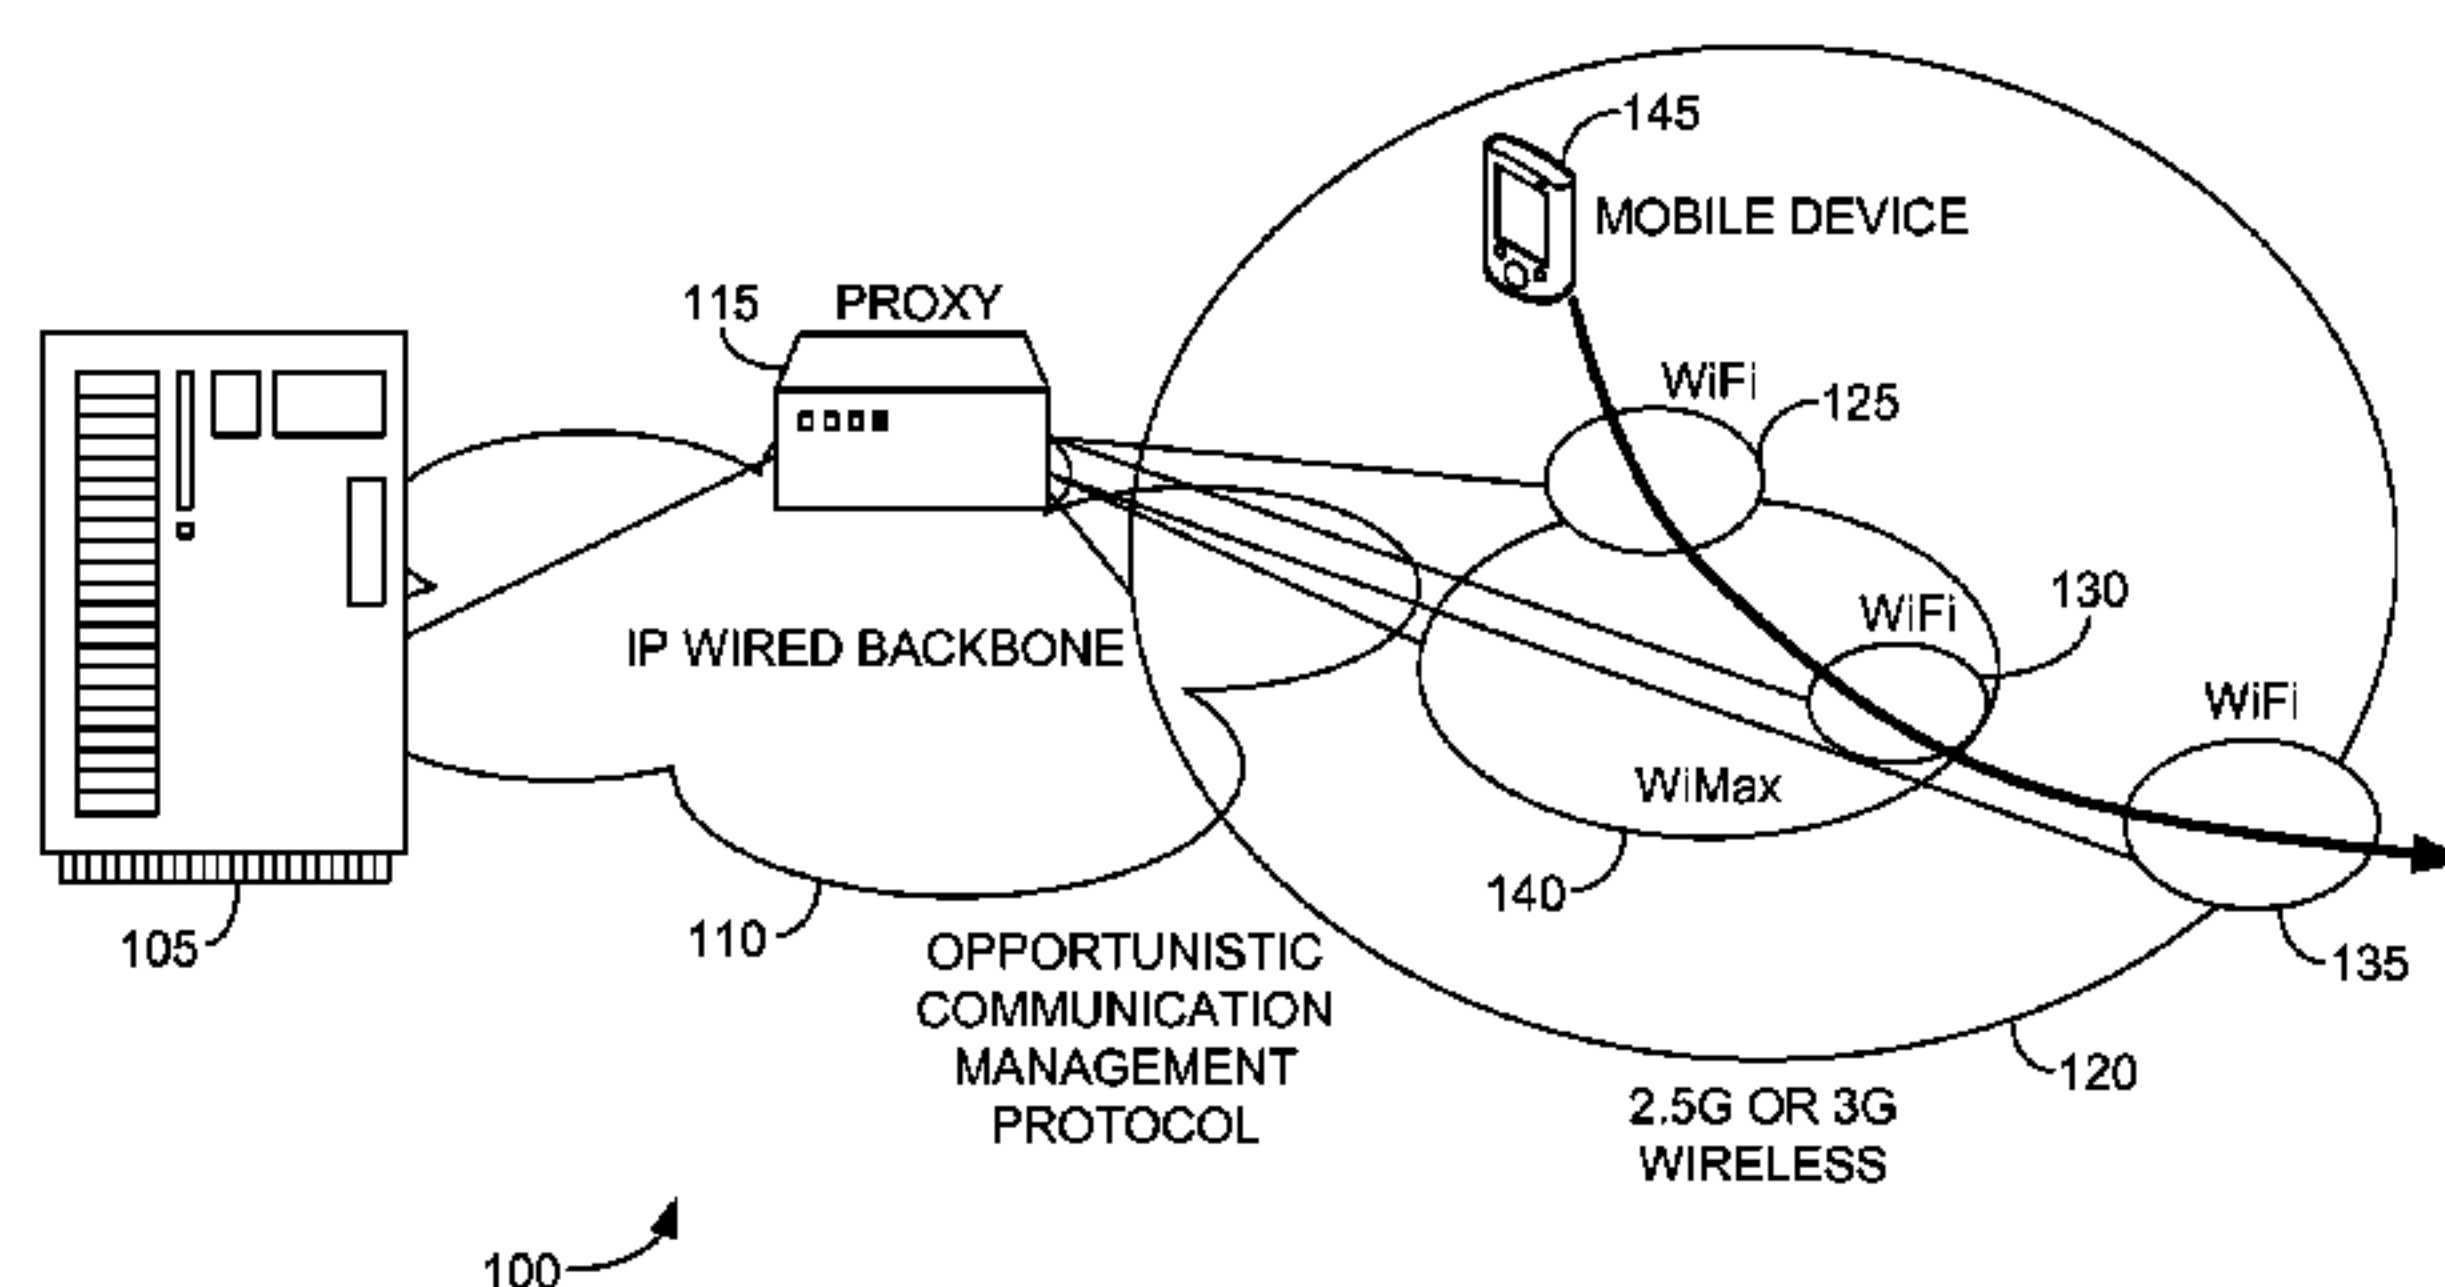 145
MOBILE DEVICE
115
PROXY
WiFi
125
WiFi
130
IP WIRED BACKBONE
WiFi
WiMax
140
105
110
OPPORTUNISTIC
COMMUNICATION
MANAGEMENT
PROTOCOL
135
120
2.5G OR 3G
WIRELESS
100